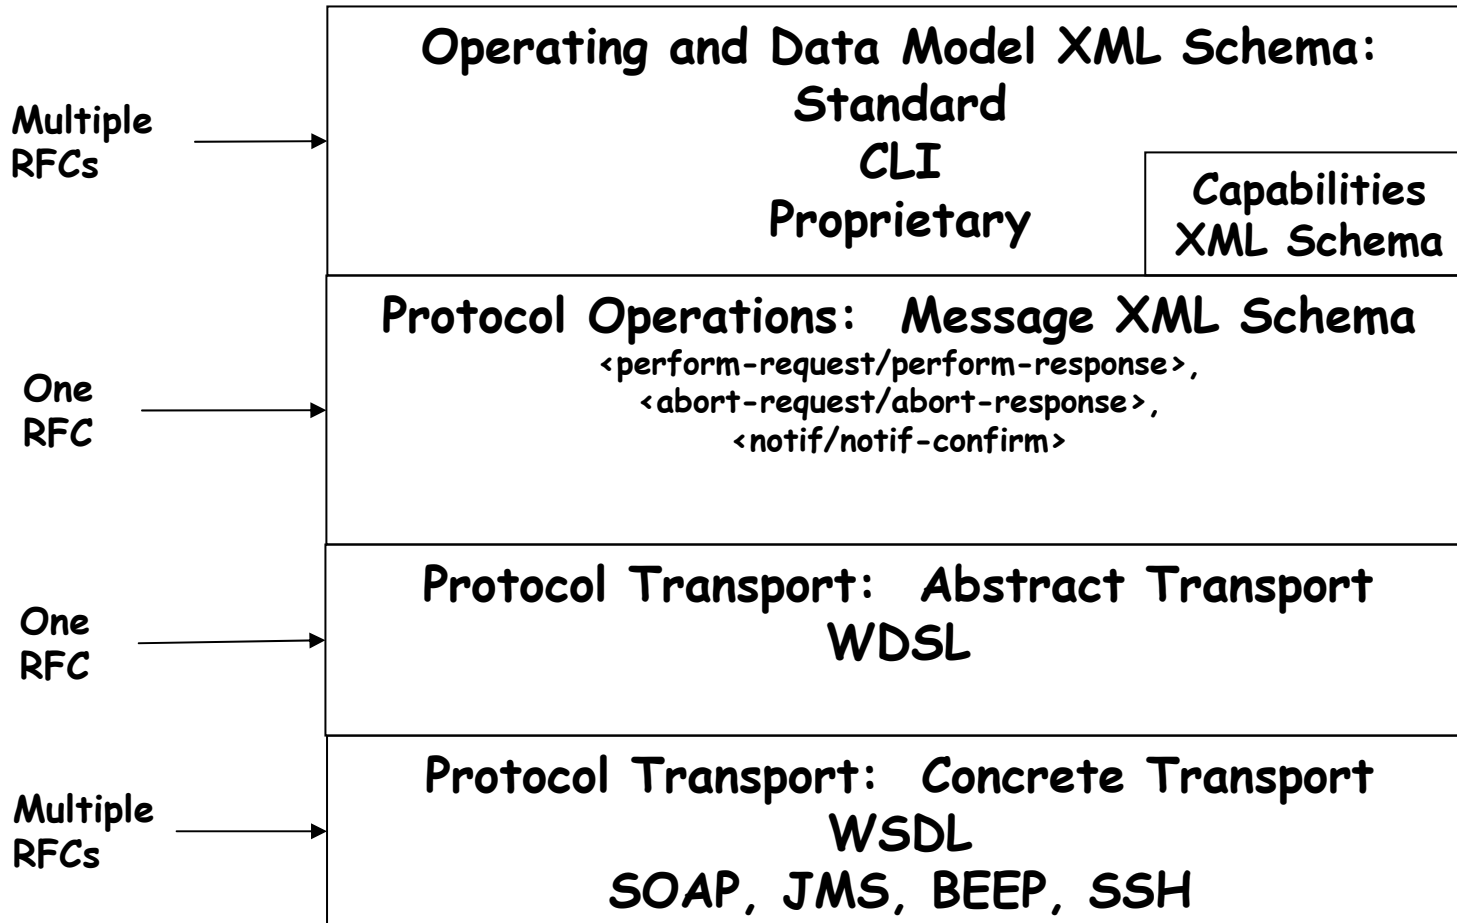 Operating and Data Model XML Schema:
Standard
CLI
Proprietary
Multiple
RFCs
Capabilities
XML Schema
Protocol Operations: Message XML Schema
<perform-request/perform-response>,
<abort-request/abort-response>,
<notif/notif-confirm>
One
RFC
Protocol Transport: Abstract Transport
WDSL
One
RFC
Protocol Transport: Concrete Transport
WSDL
SOAP, JMS, BEEP, SSH
Multiple
RFCs